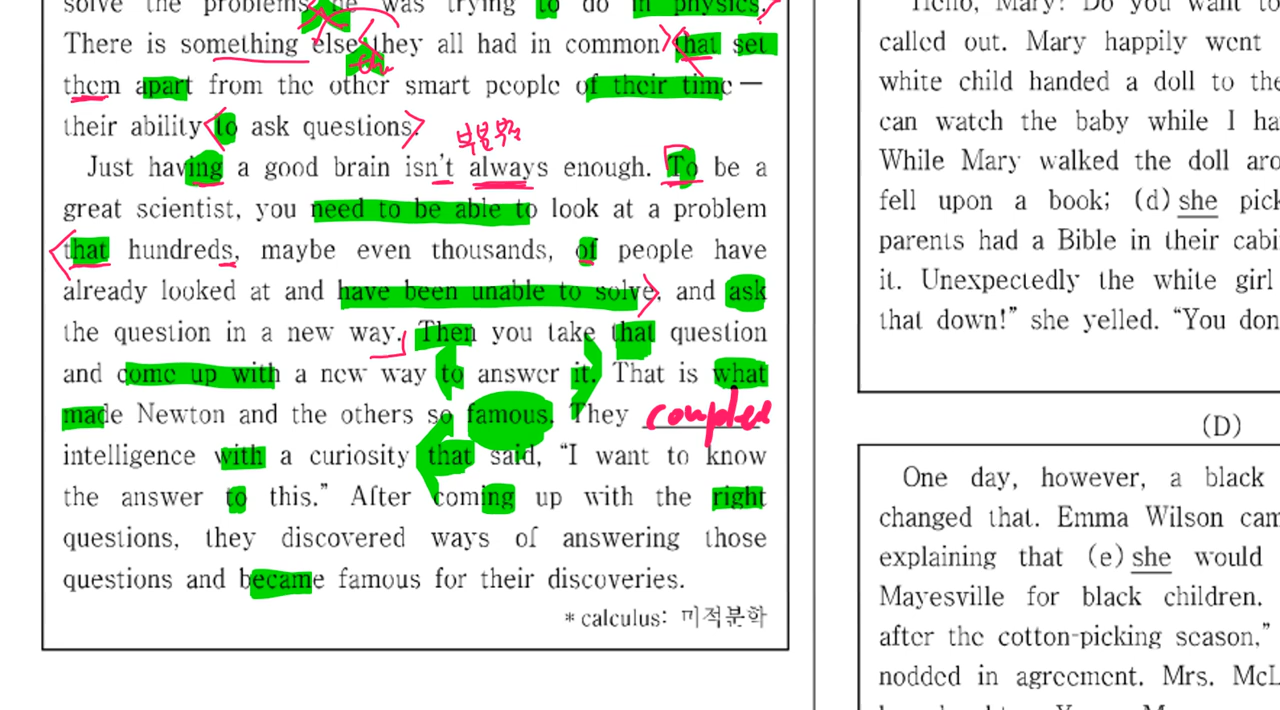 solve the problems he was trying to do in physics.
There is something else they all had in common that set
them apart from the other smart people of their time —
their ability to ask questions.
부분부정
Just having a good brain isn't always enough. To be a
great scientist, you need to be able to look at a problem
that hundreds, maybe even thousands, of people have
already looked at and have been unable to solve, and ask
the question in a new way. Then you take that question
and come up with a new way to answer it. That is what
made Newton and the others so famous. They coupled
intelligence with a curiosity that said, “I want to know
the answer to this.” After coming up with the right
questions, they discovered ways of answering those
questions and became famous for their discoveries.
* calculus: 미적분학
"Hello, Mary! Do you want to
called out. Mary happily went
white child handed a doll to the
can watch the baby while I ha
While Mary walked the doll aro
fell upon a book; (d) she pick
parents had a Bible in their cabi
it. Unexpectedly the white girl
that down!” she yelled. “You don
(D)
One day, however, a black
changed that. Emma Wilson cam
explaining that (e) she would
Mayesville for black children.
after the cotton-picking season,”
nodded in agreement. Mrs. McL